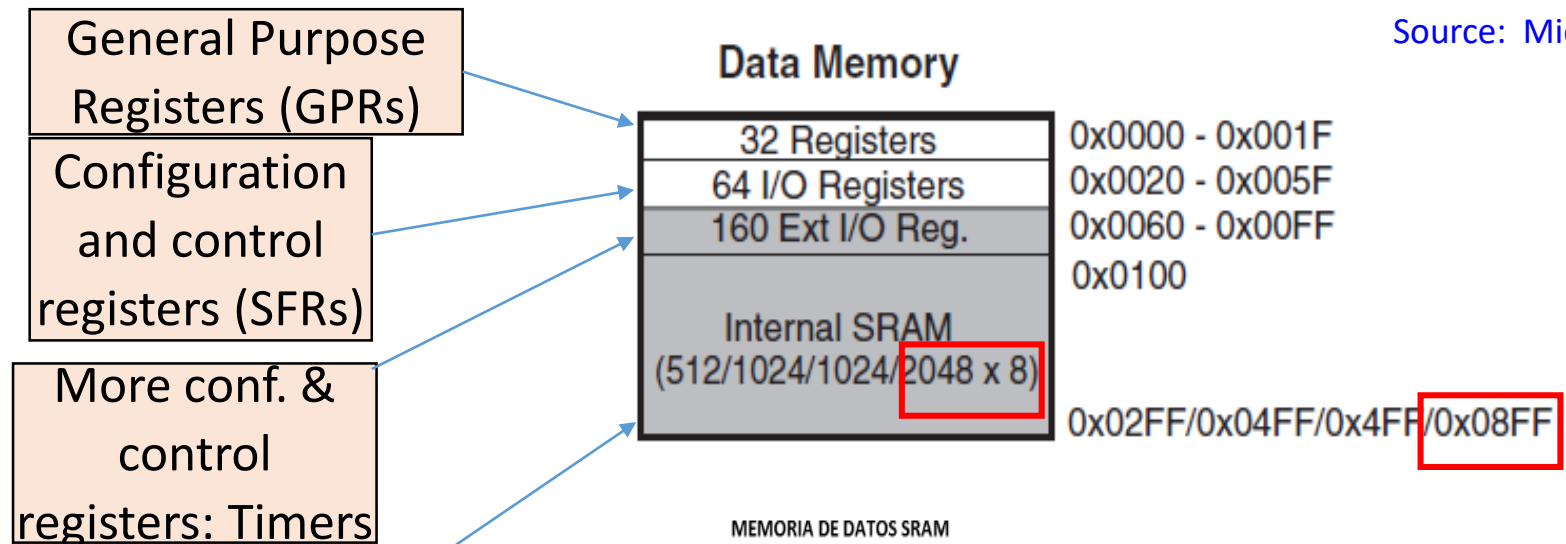 General Purpose
Registers (GPRs)
Configuration
and control
registers (SFRs)
More conf. &
control
registers: Timers
Source:
Data Memory
32 Registers
0x0000 - 0x001F
64 I/O Registers
0x0020 - 0x005F
160 Ext I/O Reg.
0x0060 - 0x00FF
0x0100
Internal SRAM
(512/1024/1024/2048 x 8)
0x02FF/0x04FF/0x4FF/0x08FF
MEMORIA DE DATOS SRAM